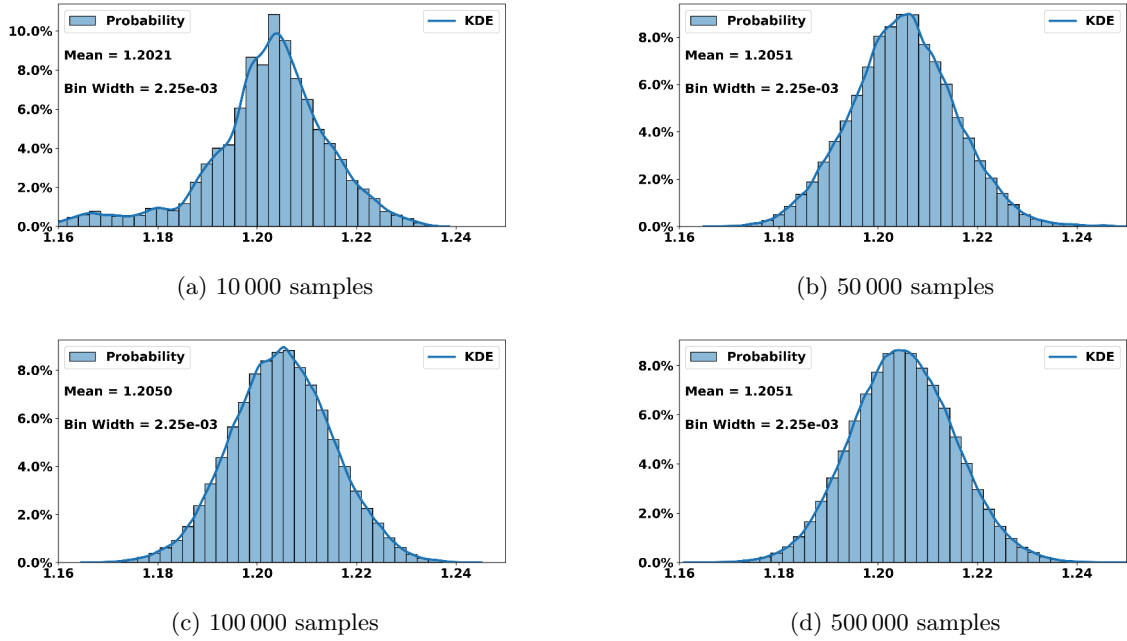 Probability
KDE
Mean = 1.2021
Bin Width = 2.25e-03
10.0%
8.0%
6.0%
4.0%
2.0%
0.0%
1.16 1.18 1.20 1.22 1.24
(a) 10 000 samples
Probability
KDE
Mean = 1.2051
Bin Width = 2.25e-03
8.0%
6.0%
4.0%
2.0%
0.0%
1.16 1.18 1.20 1.22 1.24
(b) 50 000 samples
Probability
KDE
Mean = 1.2050
Bin Width = 2.25e-03
8.0%
6.0%
4.0%
2.0%
0.0%
1.16 1.18 1.20 1.22 1.24
(c) 100 000 samples
Probability
KDE
Mean = 1.2051
Bin Width = 2.25e-03
8.0%
6.0%
4.0%
2.0%
0.0%
1.16 1.18 1.20 1.22 1.24
(d) 500 000 samples